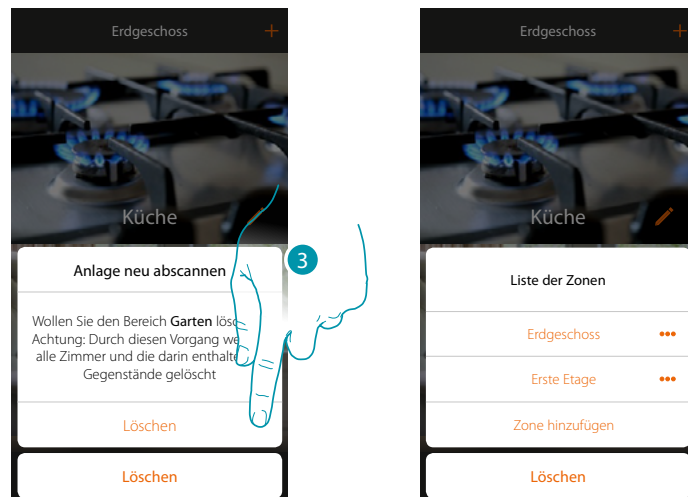 Erdgeschoss +
Küche
3
Anlage neu abscannen
Wollen Sie den Bereich Garten lösc
Achtung: Durch diesen Vorgang we
alle Zimmer und die darin enthalte
Gegenstände gelöscht
Löschen
Löschen
Erdgeschoss +
Küche
Liste der Zonen
Erdgeschoss •••
Erste Etage •••
Zone hinzufügen
Löschen